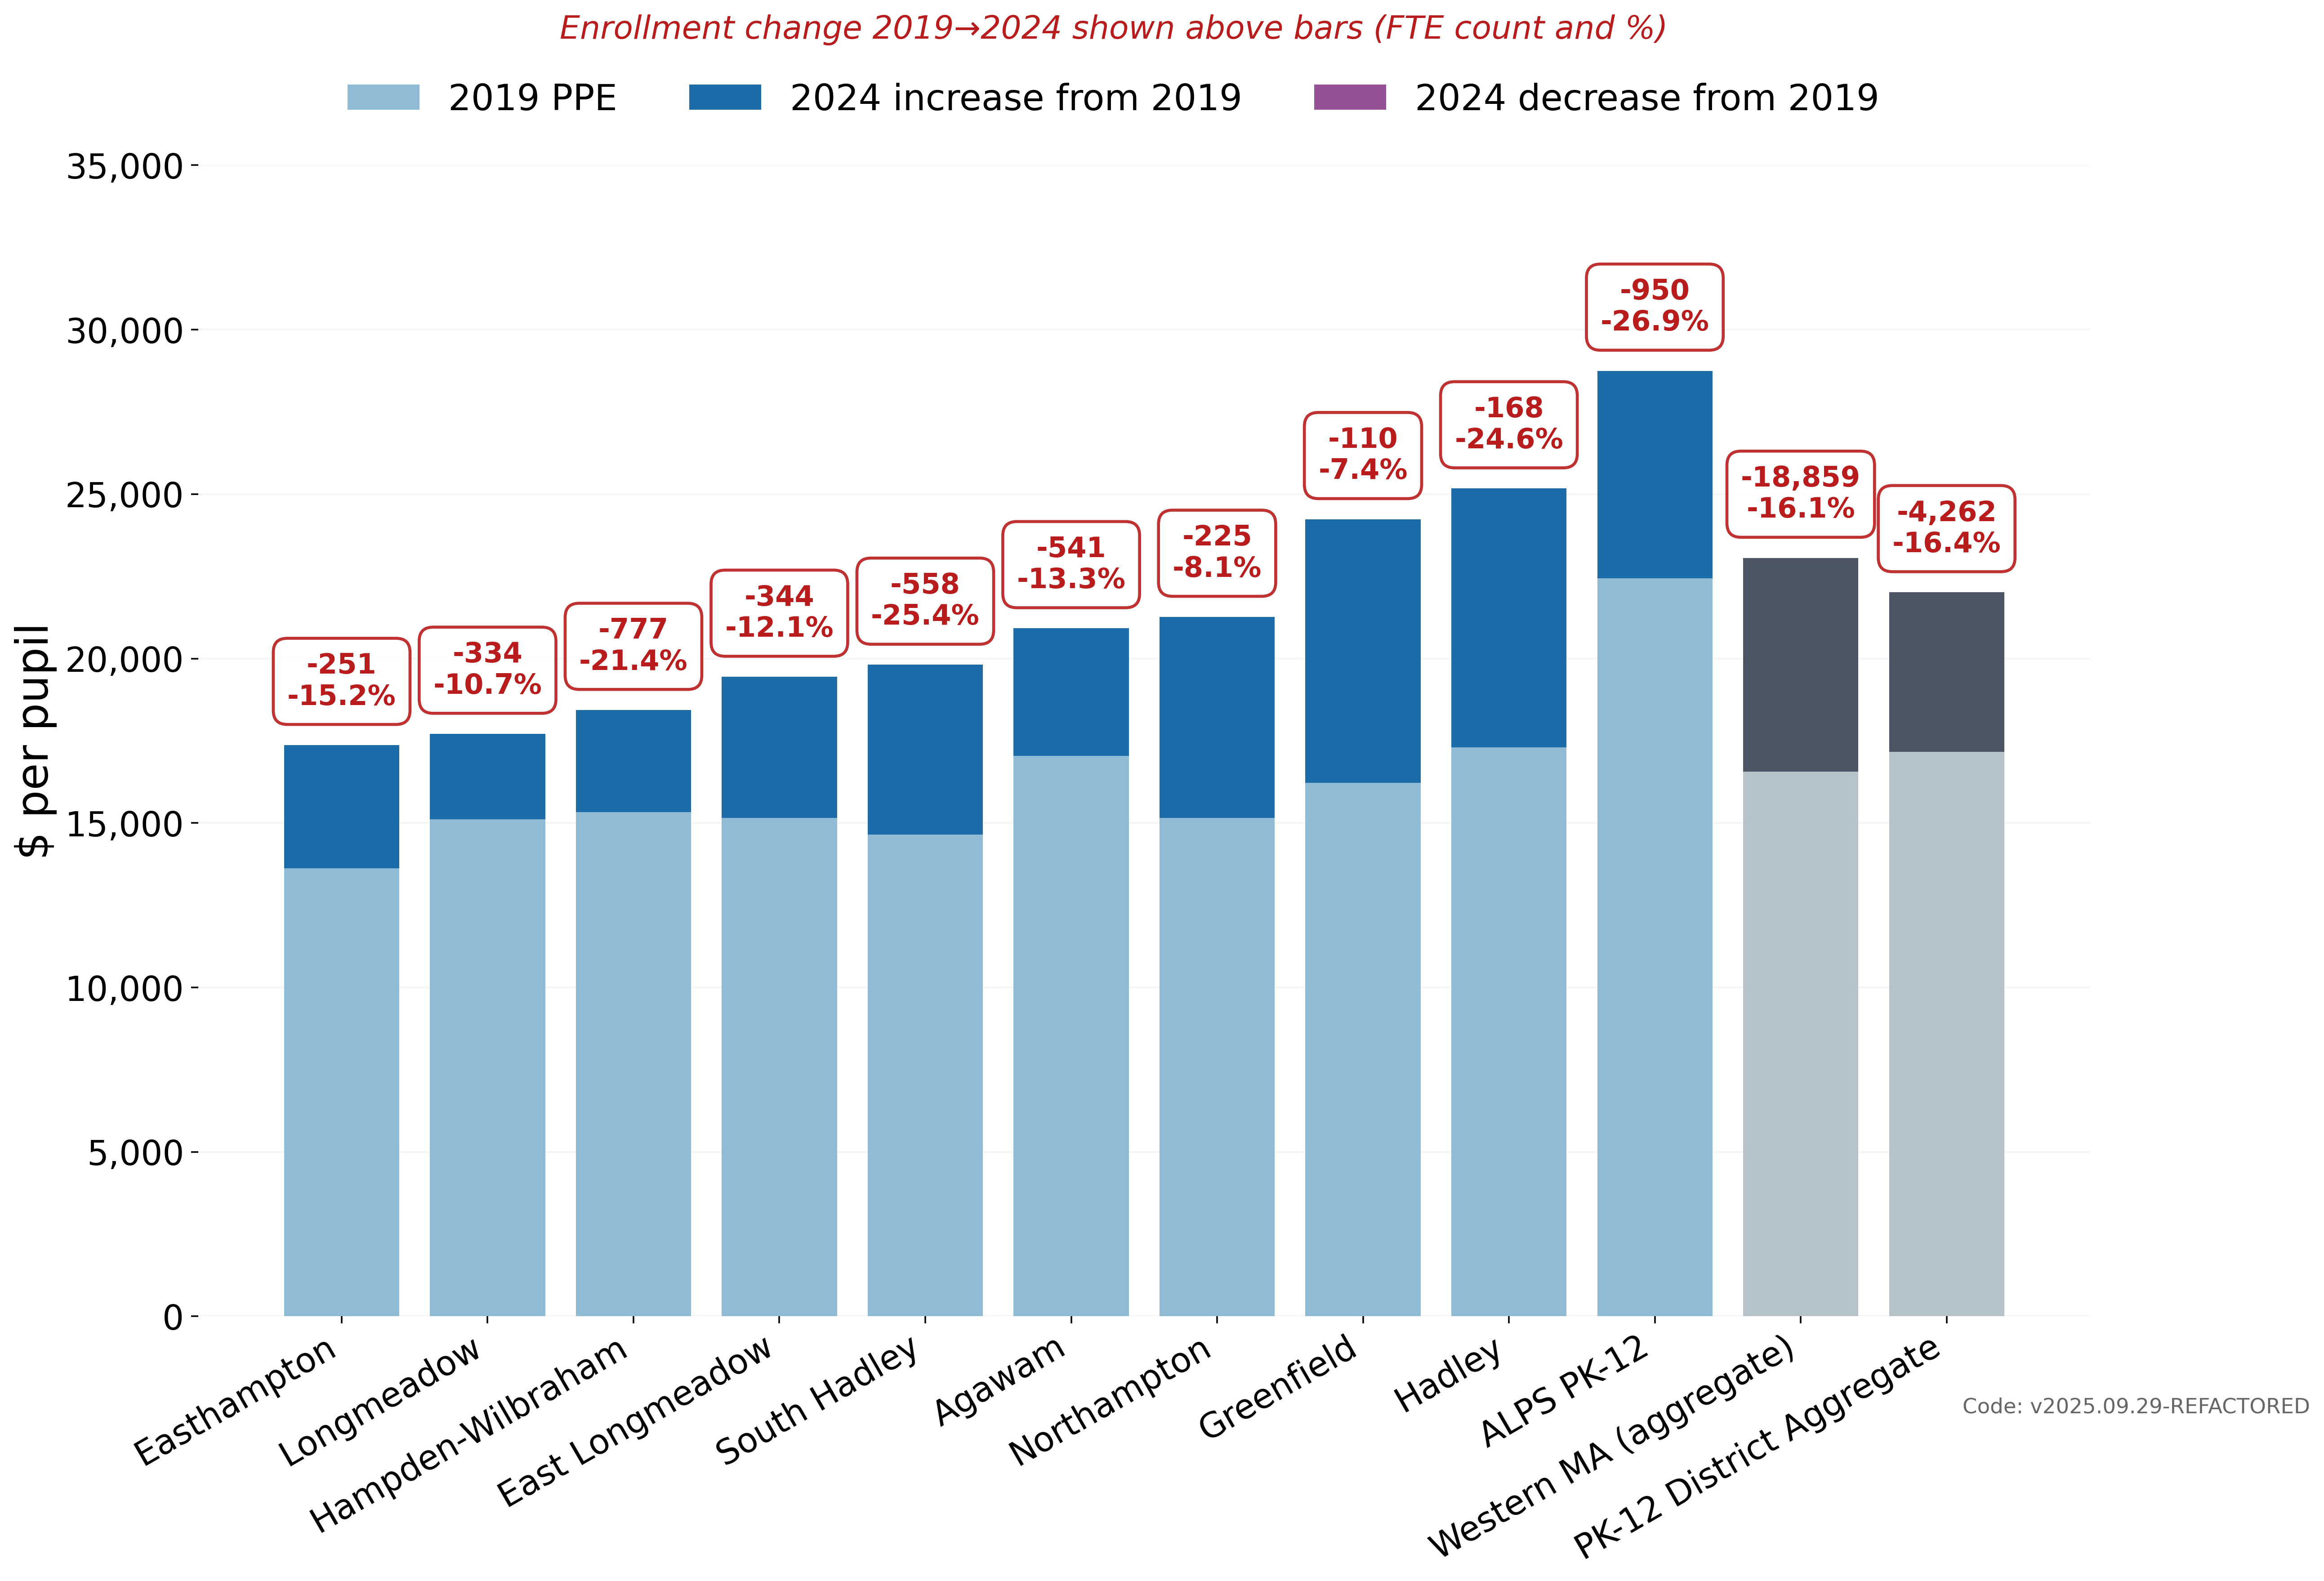 Enrollment change 2019→2024 shown above bars (FTE count and %)
2019 PPE
2024 increase from 2019
2024 decrease from 2019
$ per pupil
35,000
30,000
25,000
20,000
15,000
10,000
5,000
0
-251
-15.2%
-334
-10.7%
-777
-21.4%
-344
-12.1%
-558
-25.4%
-541
-13.3%
-225
-8.1%
-110
-7.4%
-168
-24.6%
-950
-26.9%
-18,859
-16.1%
-4,262
-16.4%
Easthampton
Longmeadow
Hampden-Wilbraham
East Longmeadow
South Hadley
Agawam
Northampton
Greenfield
Hadley
ALPS PK-12
Western MA (aggregate)
PK-12 District Aggregate
Code: v2025.09.29-REFACTORED